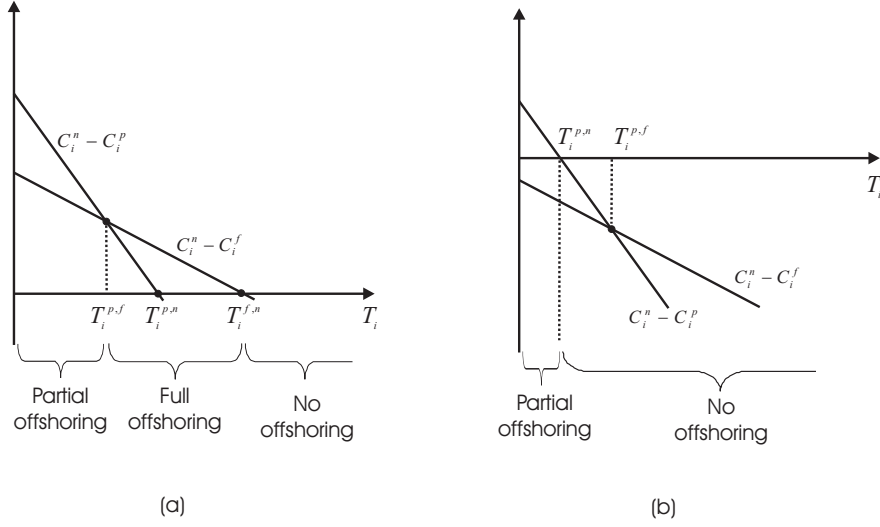 C_i^n – C_i^p
C_i^n – C_i^f
T_i^{p,f} T_i^{p,n} T_i^{f,n} T_i
Partial
offshoring
Full
offshoring
No
offshoring
(a)
T_i^{p,n} T_i^{p,f}
T_i
C_i^n – C_i^f
C_i^n – C_i^p
Partial
offshoring
No
offshoring
(b)